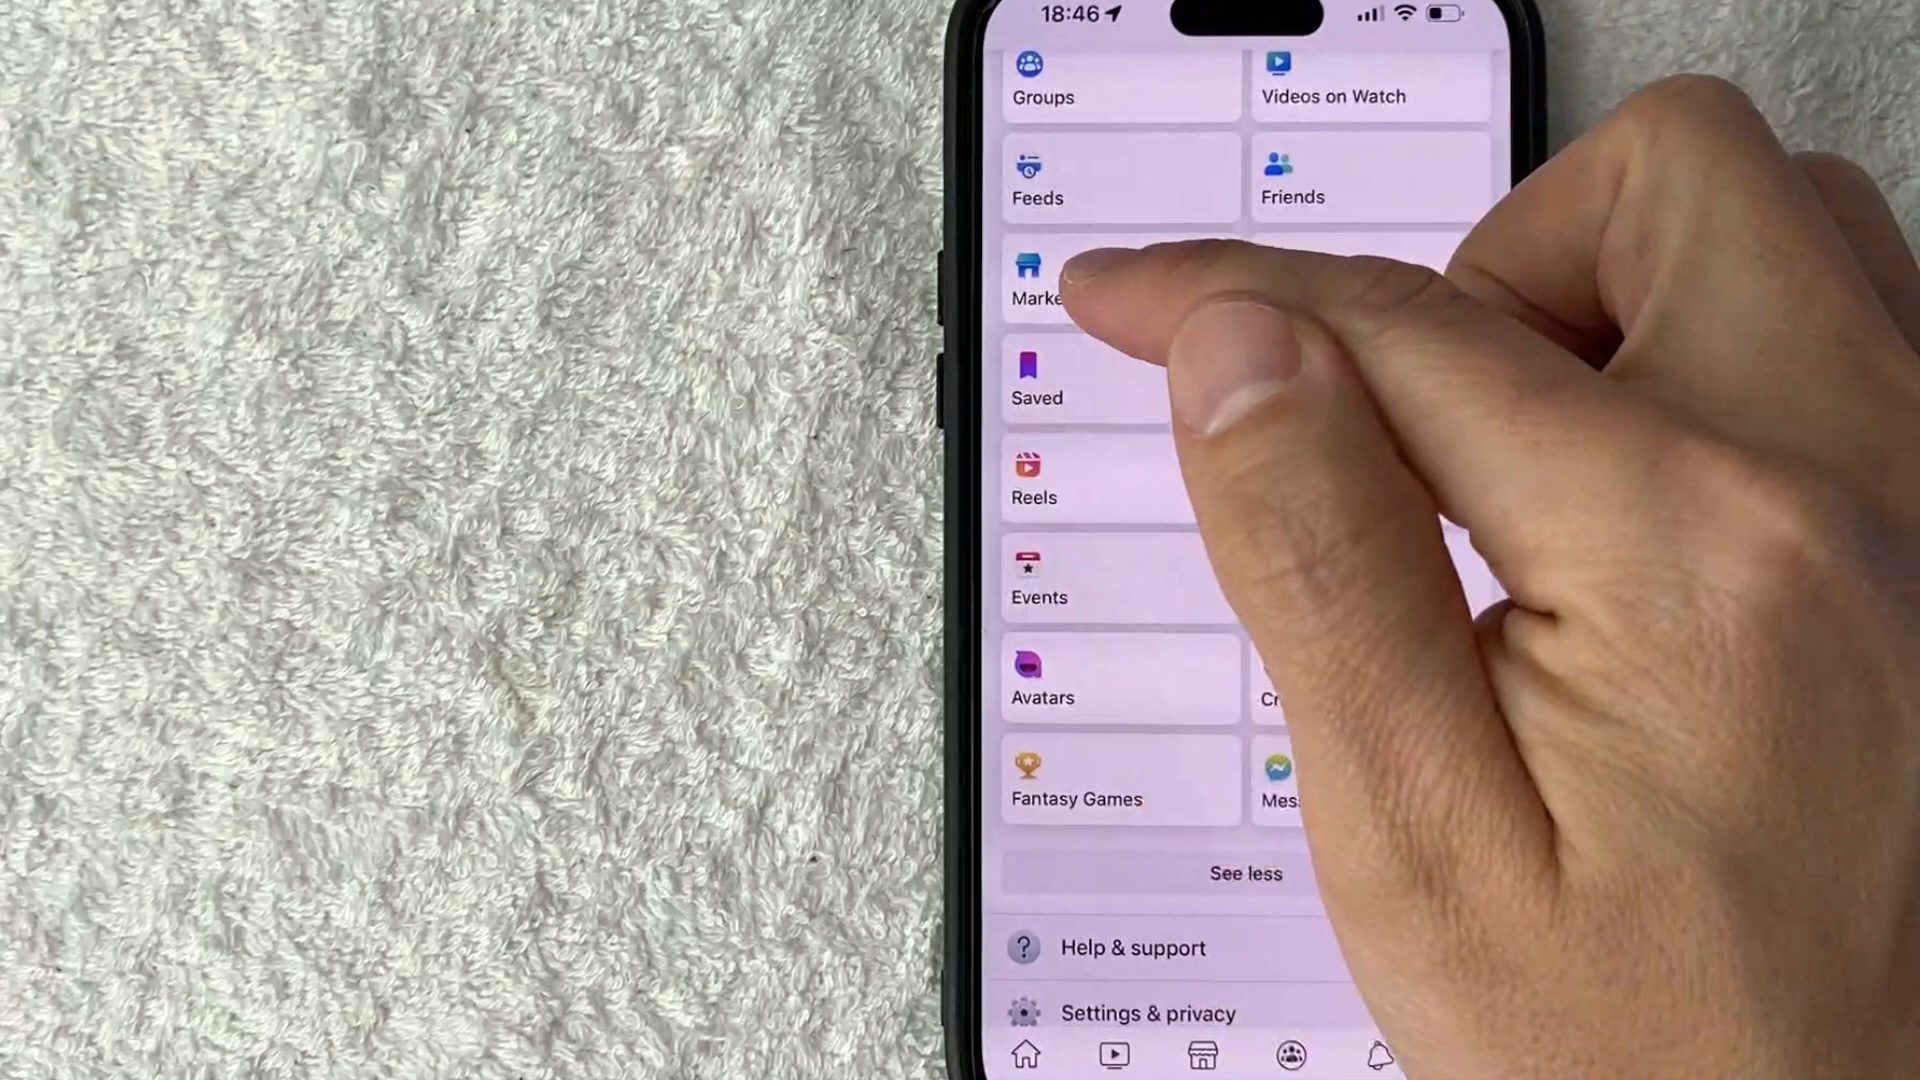 18:46
Groups
Videos on Watch
Feeds
Friends
Marke
Saved
Reels
Events
Avatars
Cr
Fantasy Games
Mes
See less
Help & support
Settings & privacy